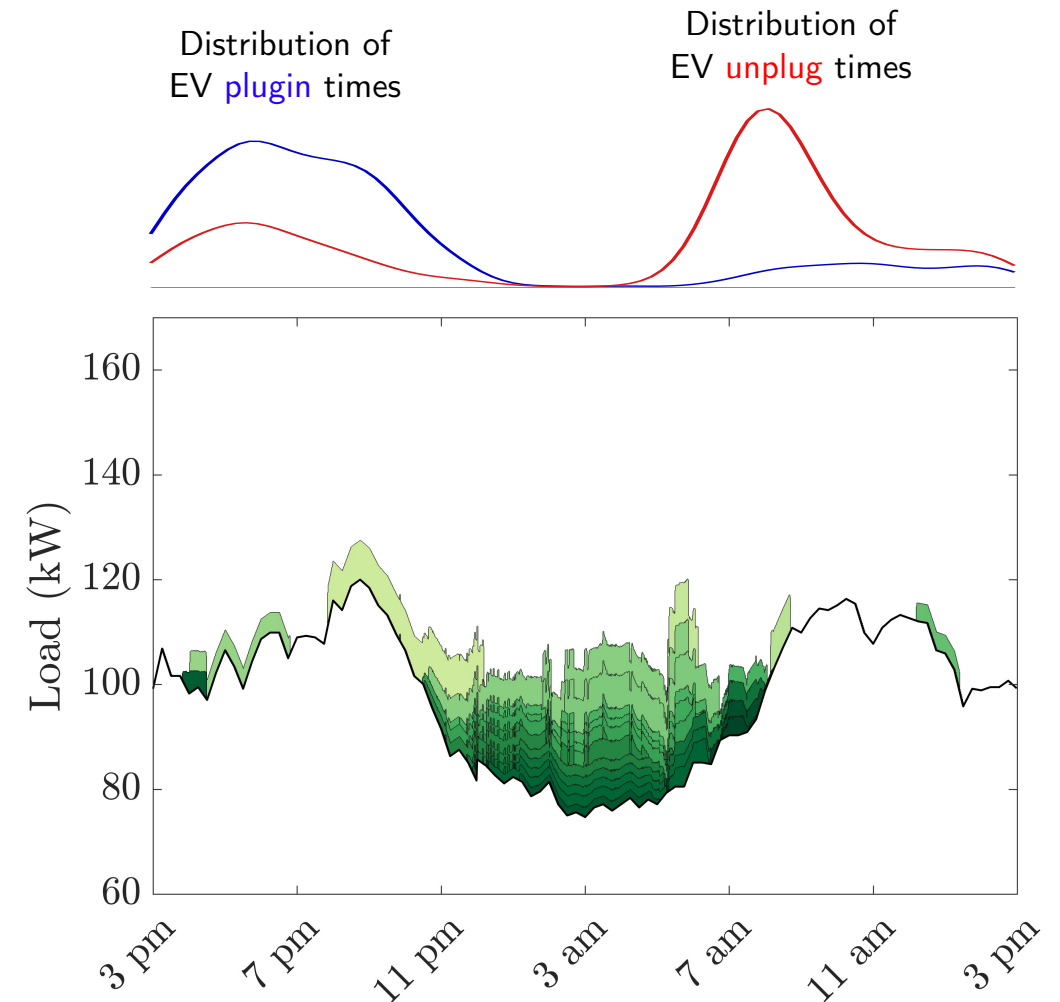 Distribution of
EV plugin times
Distribution of
EV unplug times
160
140
120
100
80
60
Load (kW)
3 pm
7 pm
11 pm
3 am
7 am
11 am
3 pm